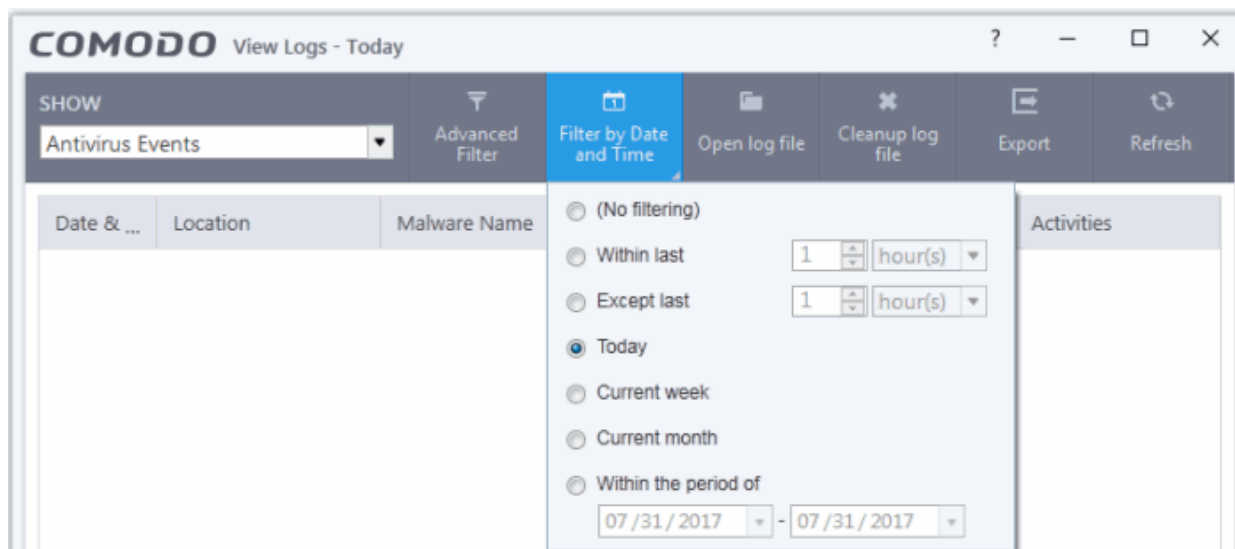 COMODO View Logs - Today ?
SHOW
Antivirus Events
Advanced
Filter
Filter by Date
and Time
Open log file
Cleanup log
file
Export
Refresh
Date & ... Location Malware Name Activities
(No filtering)
Within last 1 hour(s)
Except last 1 hour(s)
Today
Current week
Current month
Within the period of
07/31/2017 - 07/31/2017